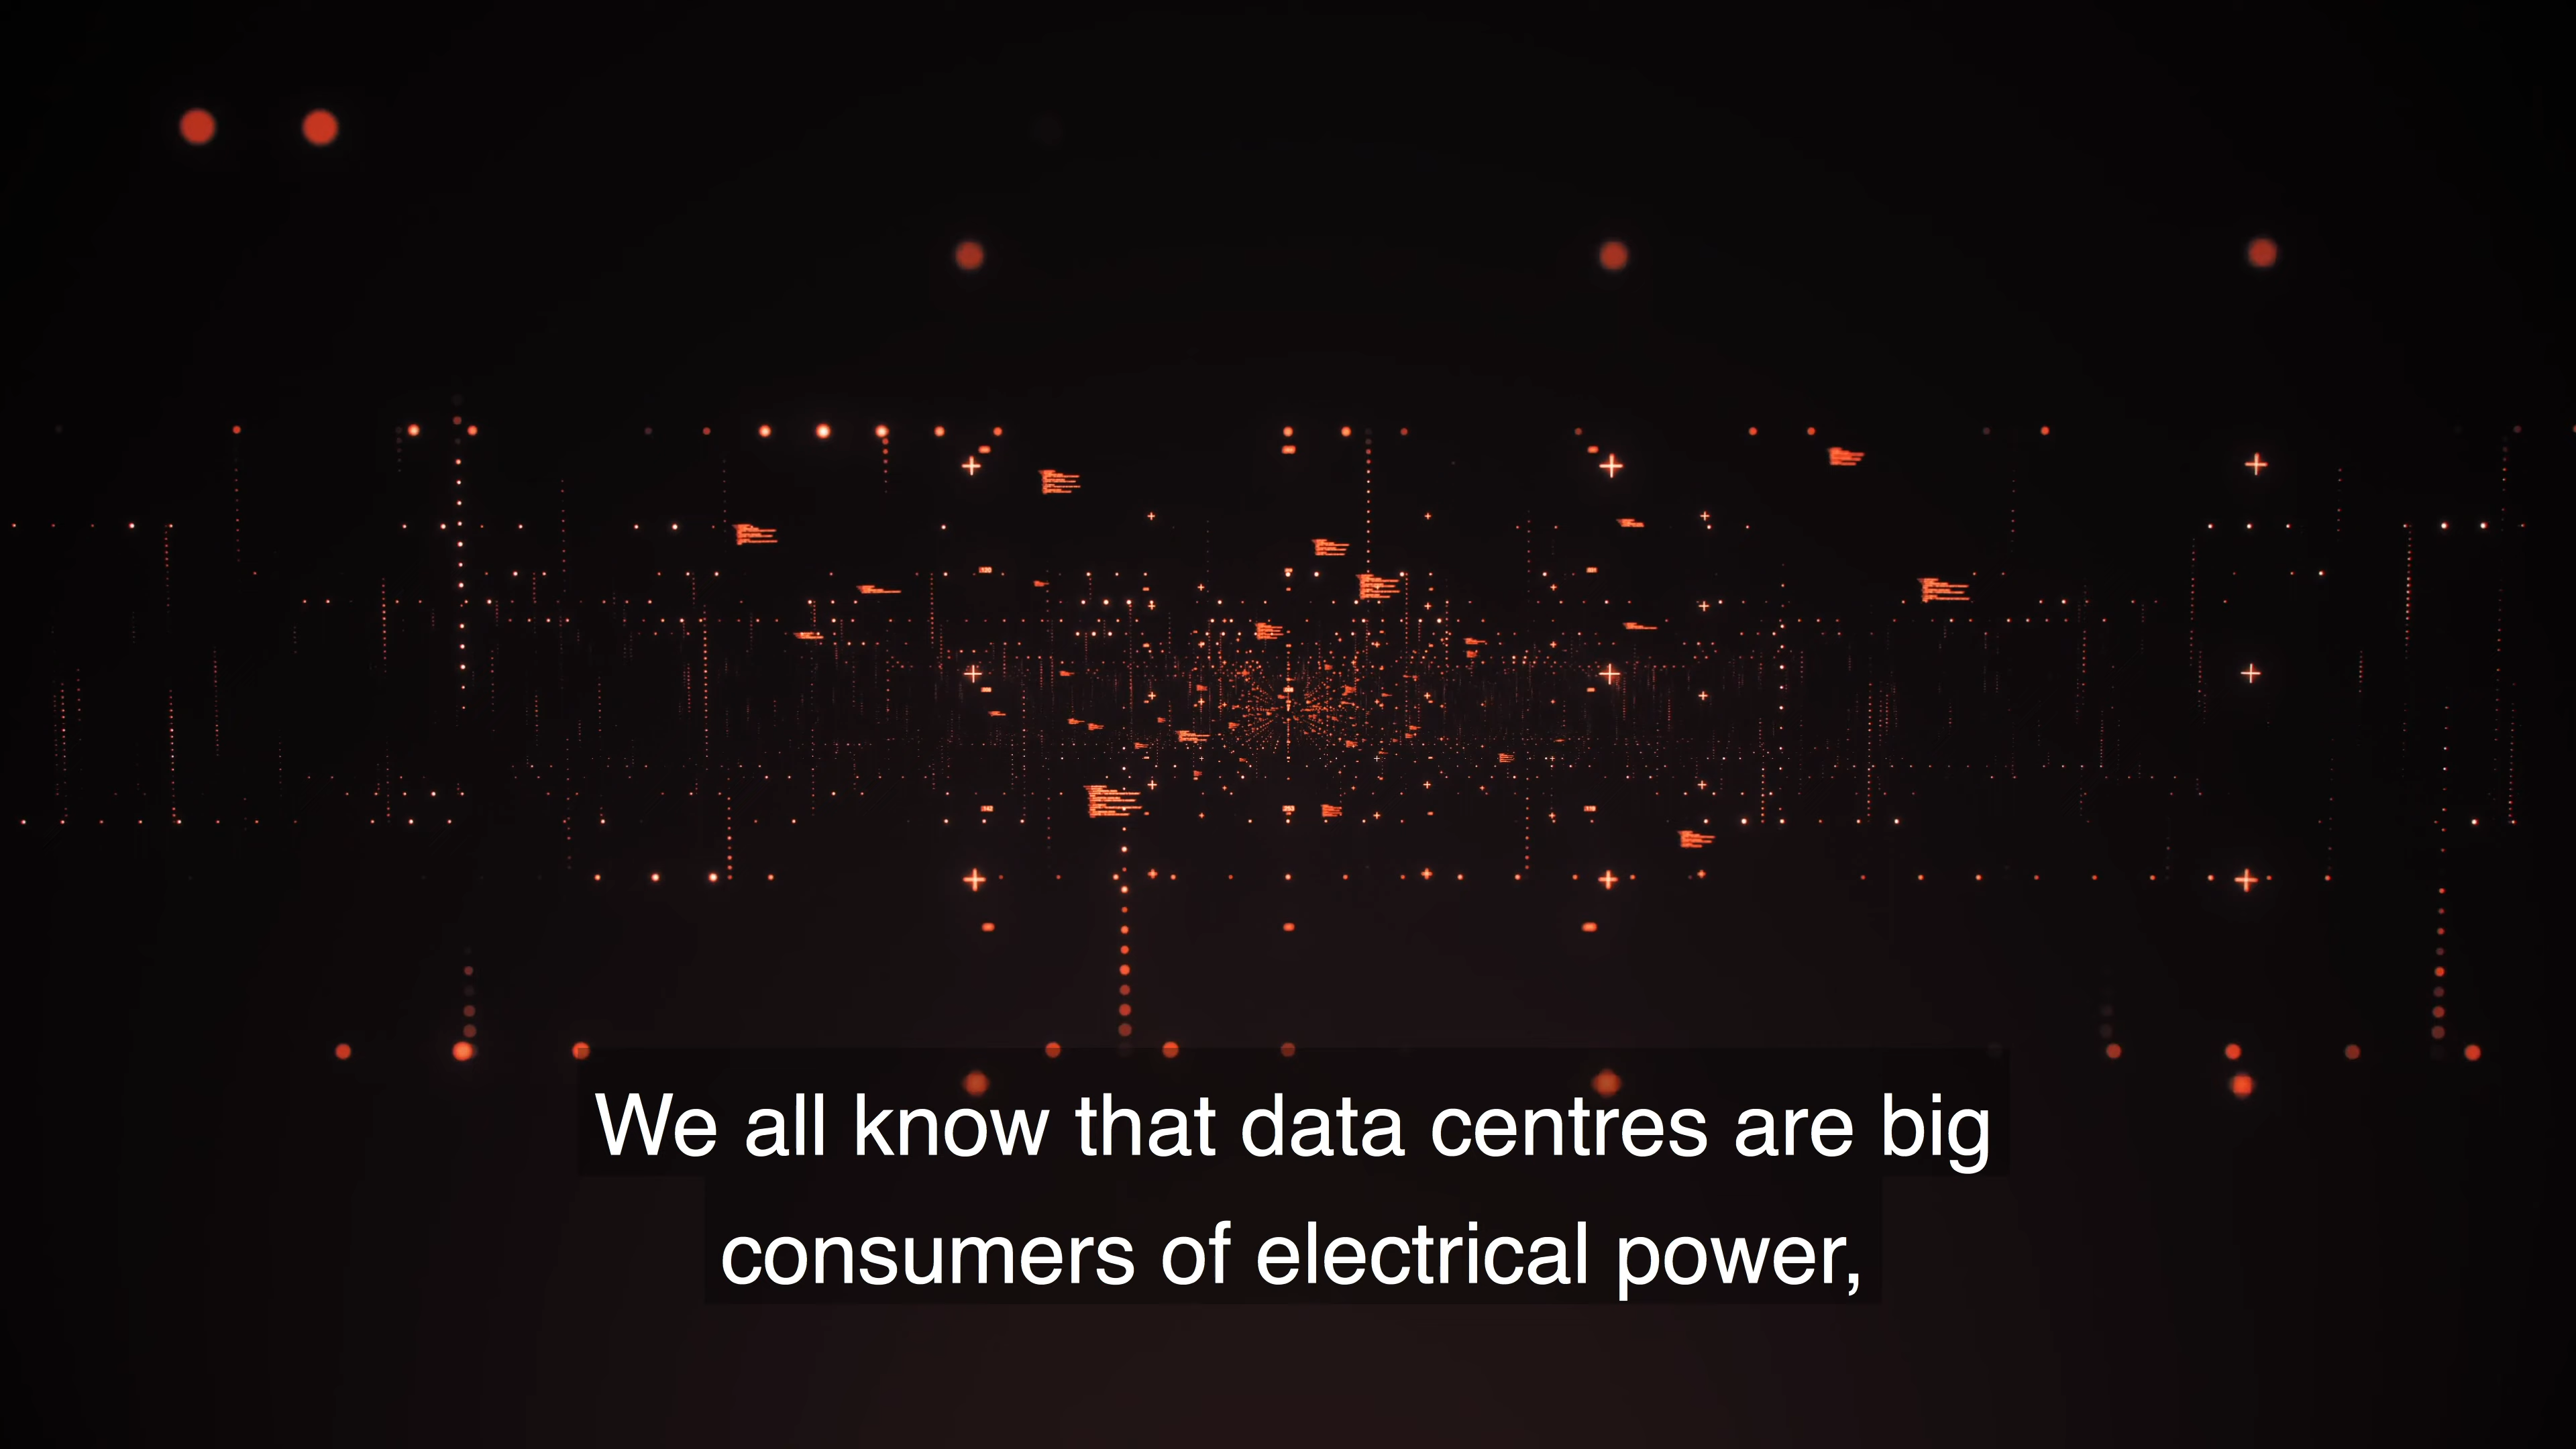 We all know that data centres are big
consumers of electrical power,